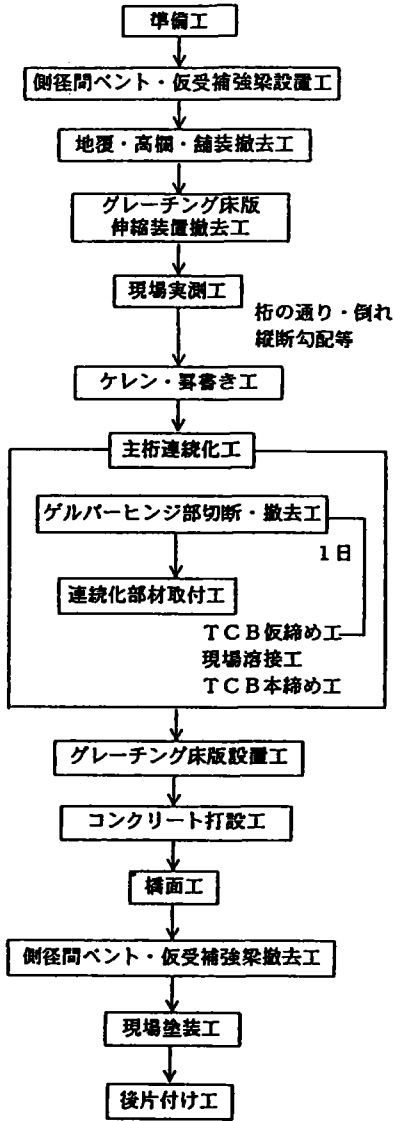 準備工
側径間ベント・仮受補強梁設置工
地覆・高欄・舗装撤去工
グレーチング床版
伸縮装置撤去工
現場実測工
桁の通り・倒れ
縦断勾配等
ケレン・罫書き工
主桁連続化工
ゲルバーヒンジ部切断・撤去工
1日
連続化部材取付工
TCB仮締め工
現場溶接工
TCB本締め工
グレーチング床版設置工
コンクリート打設工
橋面工
側径間ベント・仮受補強梁撤去工
現場塗装工
後片付け工